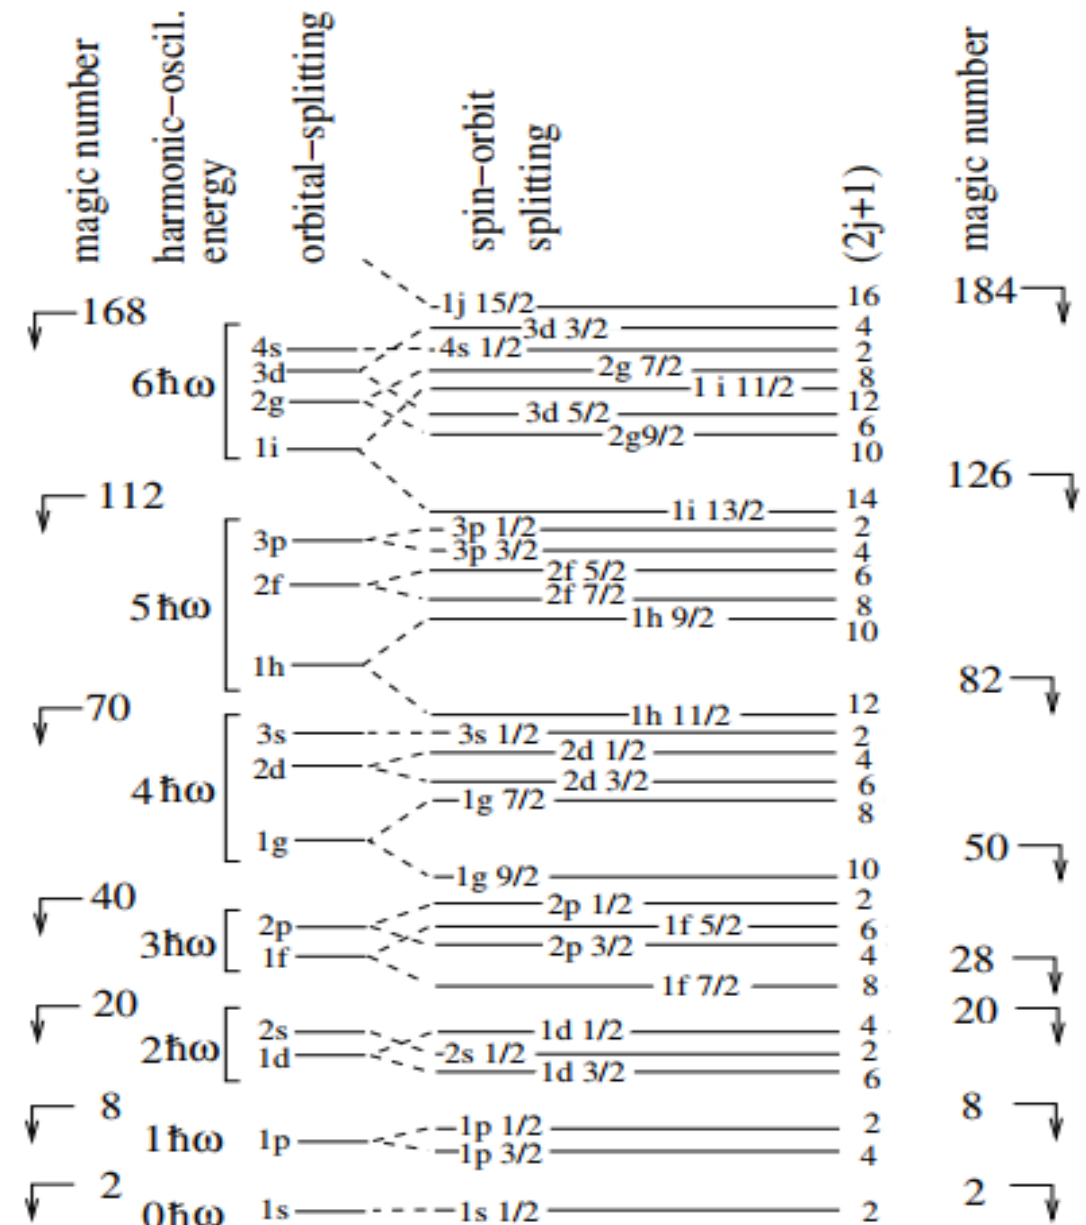 magic number
harmonic-oscil.
energy
orbital-splitting
spin-orbit
splitting
(2j+1)
magic number
1j 15/2 16 184
168
3d 3/2 4
4s 4s 1/2 2
3d 2g 7/2 8
6ħω 1 i 11/2 12
2g 3d 5/2 6
2g9/2 10
1i
126
112 1i 13/2 14
3p 1/2 2
3p 3p 3/2 4
2f 2f 5/2 6
2f 7/2 8
5ħω 1h 9/2 10
1h
82
70 1h 11/2 12
3s 3s 1/2 2
2d 1/2 4
2d 2d 3/2 6
4ħω 1g 7/2 8
1g
50
1g 9/2 10
40 2p 1/2 2
2p 1f 5/2 6
3ħω 2p 3/2 4
1f
28
1f 7/2 8
20 20
2s 1d 1/2 4
2ħω 1d 2s 1/2 2
1d 3/2 6
8 8
1p 1/2 2
1ħω 1p
1p 3/2 4
2 2
0ħω 1s 1s 1/2 2